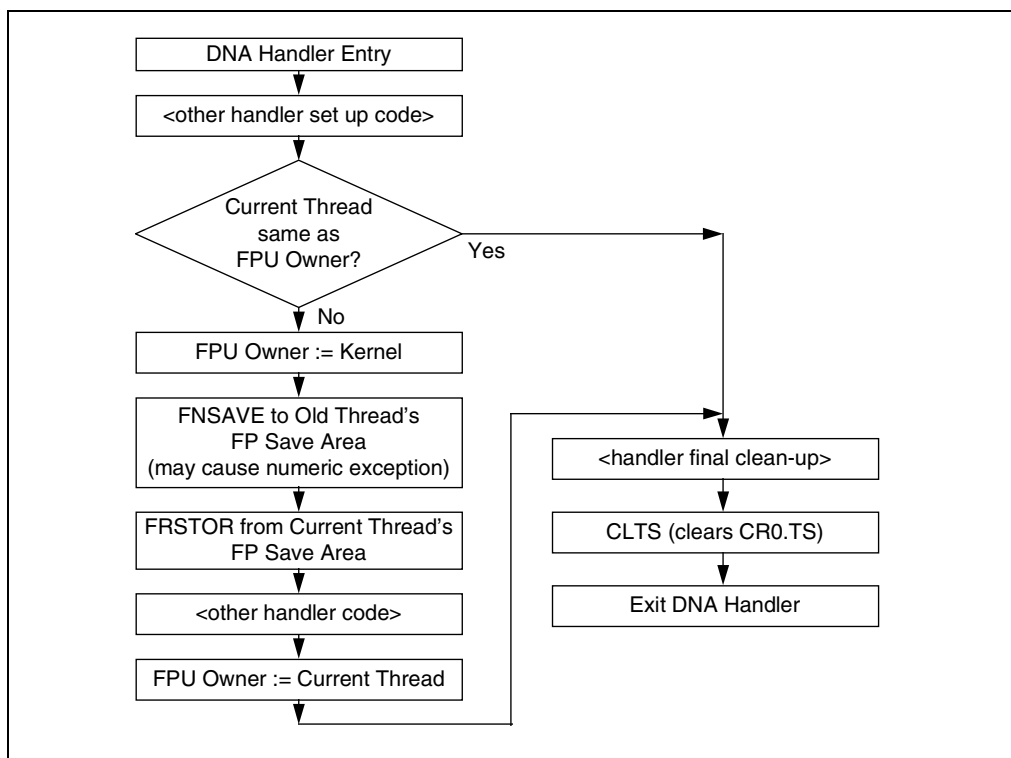 DNA Handler Entry
<other handler set up code>
Current Thread
same as
FPU Owner?
Yes
No
FPU Owner := Kernel
FNSAVE to Old Thread’s
FP Save Area
(may cause numeric exception)
FRSTOR from Current Thread’s
FP Save Area
<other handler code>
FPU Owner := Current Thread
<handler final clean-up>
CLTS (clears CR0.TS)
Exit DNA Handler